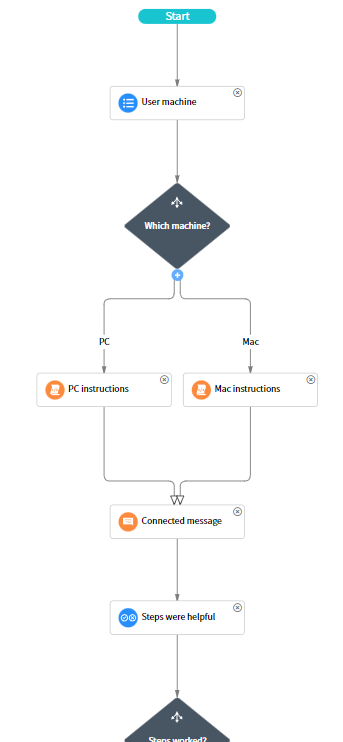 Start
User machine
Which machine?
PC
Mac
PC instructions
Mac instructions
Connected message
Steps were helpful
Steps worked?